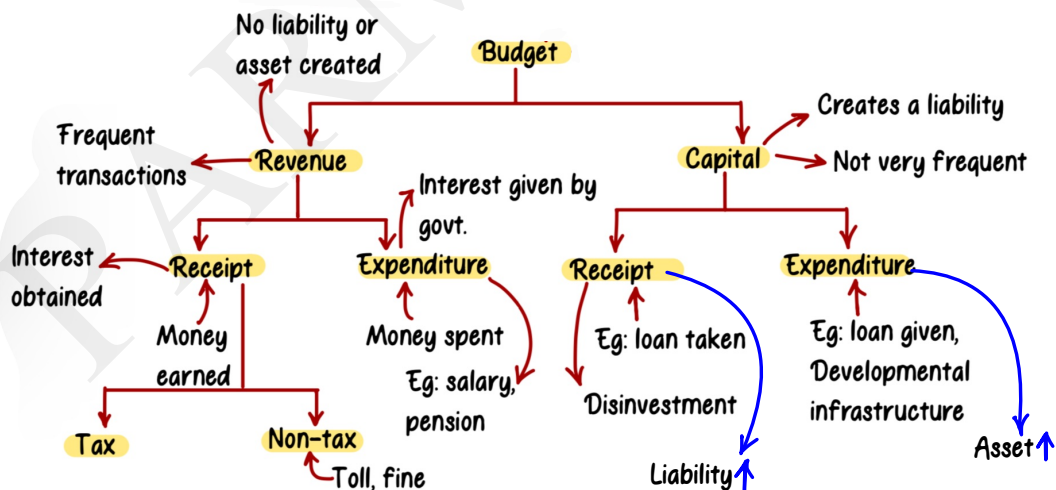 No liability or
asset created
Budget
Creates a liability
Frequent
transactions
Revenue
Capital
Not very frequent
Interest given by
govt.
Interest
obtained
Receipt
Expenditure
Receipt
Expenditure
Money
earned
Money spent
Eg: salary,
pension
Eg: loan taken
Disinvestment
Eg: loan given,
Developmental
infrastructure
Tax
Non-tax
Toll, fine
Liability
Asset